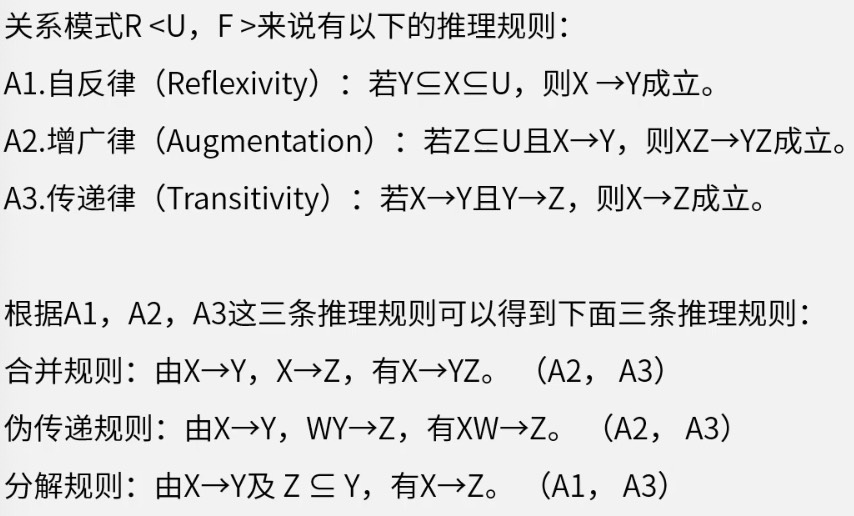 关系模式R <U，F >来说有以下的推理规则：
A1.自反律（Reflexivity）：若Y⊆X⊆U，则X →Y成立。
A2.增广律（Augmentation）：若Z⊆U且X→Y，则XZ→YZ成立。
A3.传递律（Transitivity）：若X→Y且Y→Z，则X→Z成立。
根据A1，A2，A3这三条推理规则可以得到下面三条推理规则：
合并规则：由X→Y，X→Z，有X→YZ。 （A2， A3）
伪传递规则：由X→Y，WY→Z，有XW→Z。 （A2， A3）
分解规则：由X→Y及 Z ⊆ Y，有X→Z。 （A1， A3）